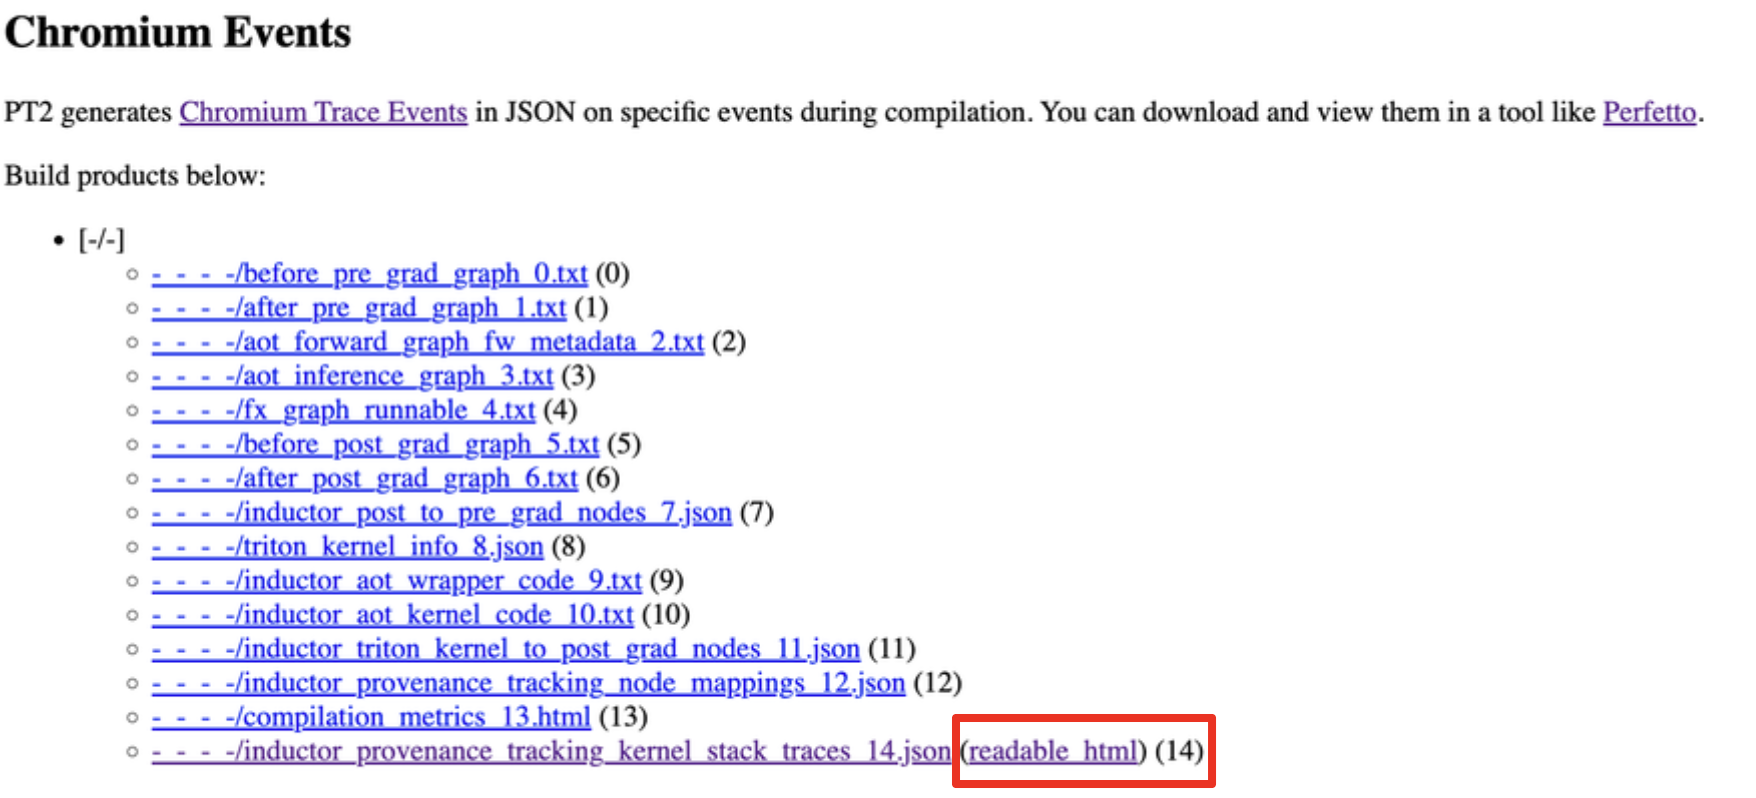 Chromium Events
PT2 generates Chromium Trace Events in JSON on specific events during compilation. You can download and view them in a tool like Perfetto.
Build products below:
• [-/-]
◦ - - - -/before_pre_grad_graph_0.txt (0)
◦ - - - -/after_pre_grad_graph_1.txt (1)
◦ - - - -/aot_forward_graph_fw_metadata_2.txt (2)
◦ - - - -/aot_inference_graph_3.txt (3)
◦ - - - -/fx_graph_runnable_4.txt (4)
◦ - - - -/before_post_grad_graph_5.txt (5)
◦ - - - -/after_post_grad_graph_6.txt (6)
◦ - - - -/inductor_post_to_pre_grad_nodes_7.json (7)
◦ - - - -/triton_kernel_info_8.json (8)
◦ - - - -/inductor_aot_wrapper_code_9.txt (9)
◦ - - - -/inductor_aot_kernel_code_10.txt (10)
◦ - - - -/inductor_triton_kernel_to_post_grad_nodes_11.json (11)
◦ - - - -/inductor_provenance_tracking_node_mappings_12.json (12)
◦ - - - -/compilation_metrics_13.html (13)
◦ - - - -/inductor_provenance_tracking_kernel_stack_traces_14.json (readable_html) (14)